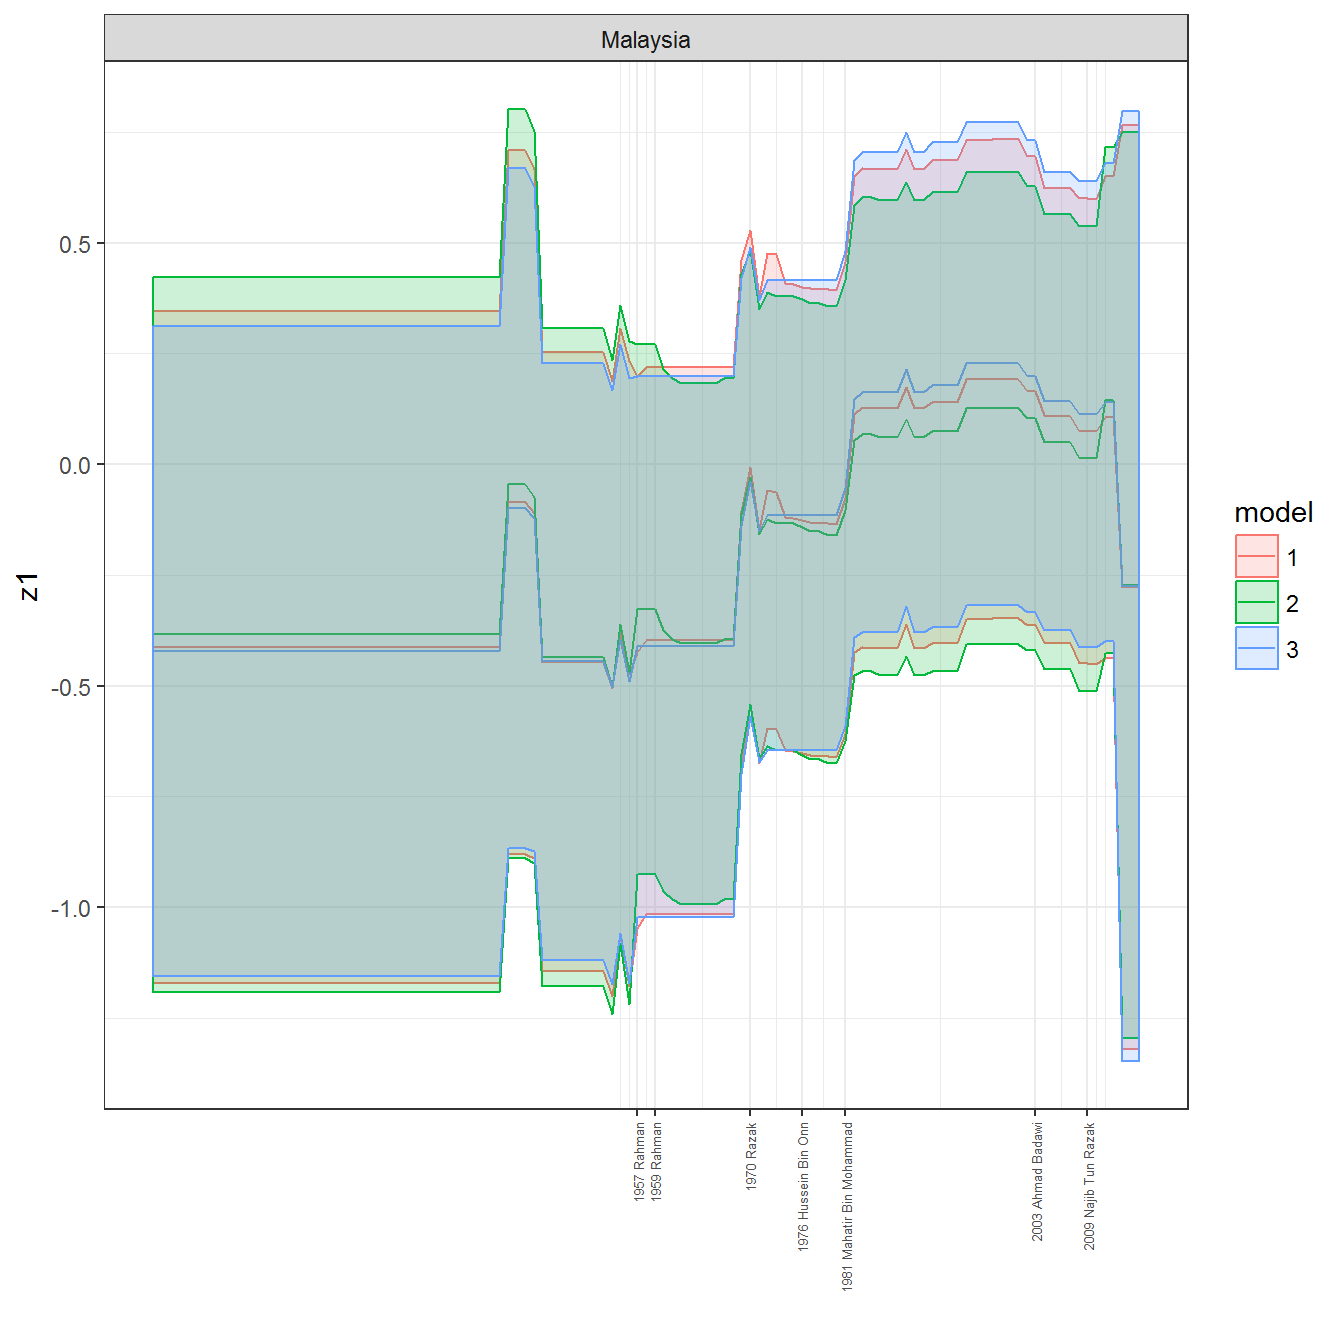 Malaysia
z1
0.5
0.0
-0.5
-1.0
1957 Rahman
1959 Rahman
1970 Razak
1976 Hussein Bin Onn
1981 Mahatir Bin Mohammad
2003 Ahmad Badawi
2009 Najib Tun Razak
model
1
2
3